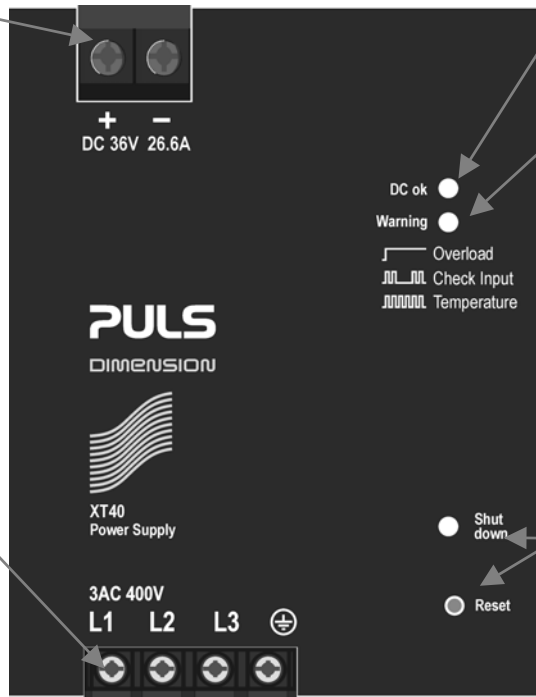 + −
DC 36V 26.6A
DC ok
Warning
Overload
Check Input
Temperature
PULS
DIMENSION
XT40
Power Supply
Shut
down
3AC 400V
L1 L2 L3
Reset